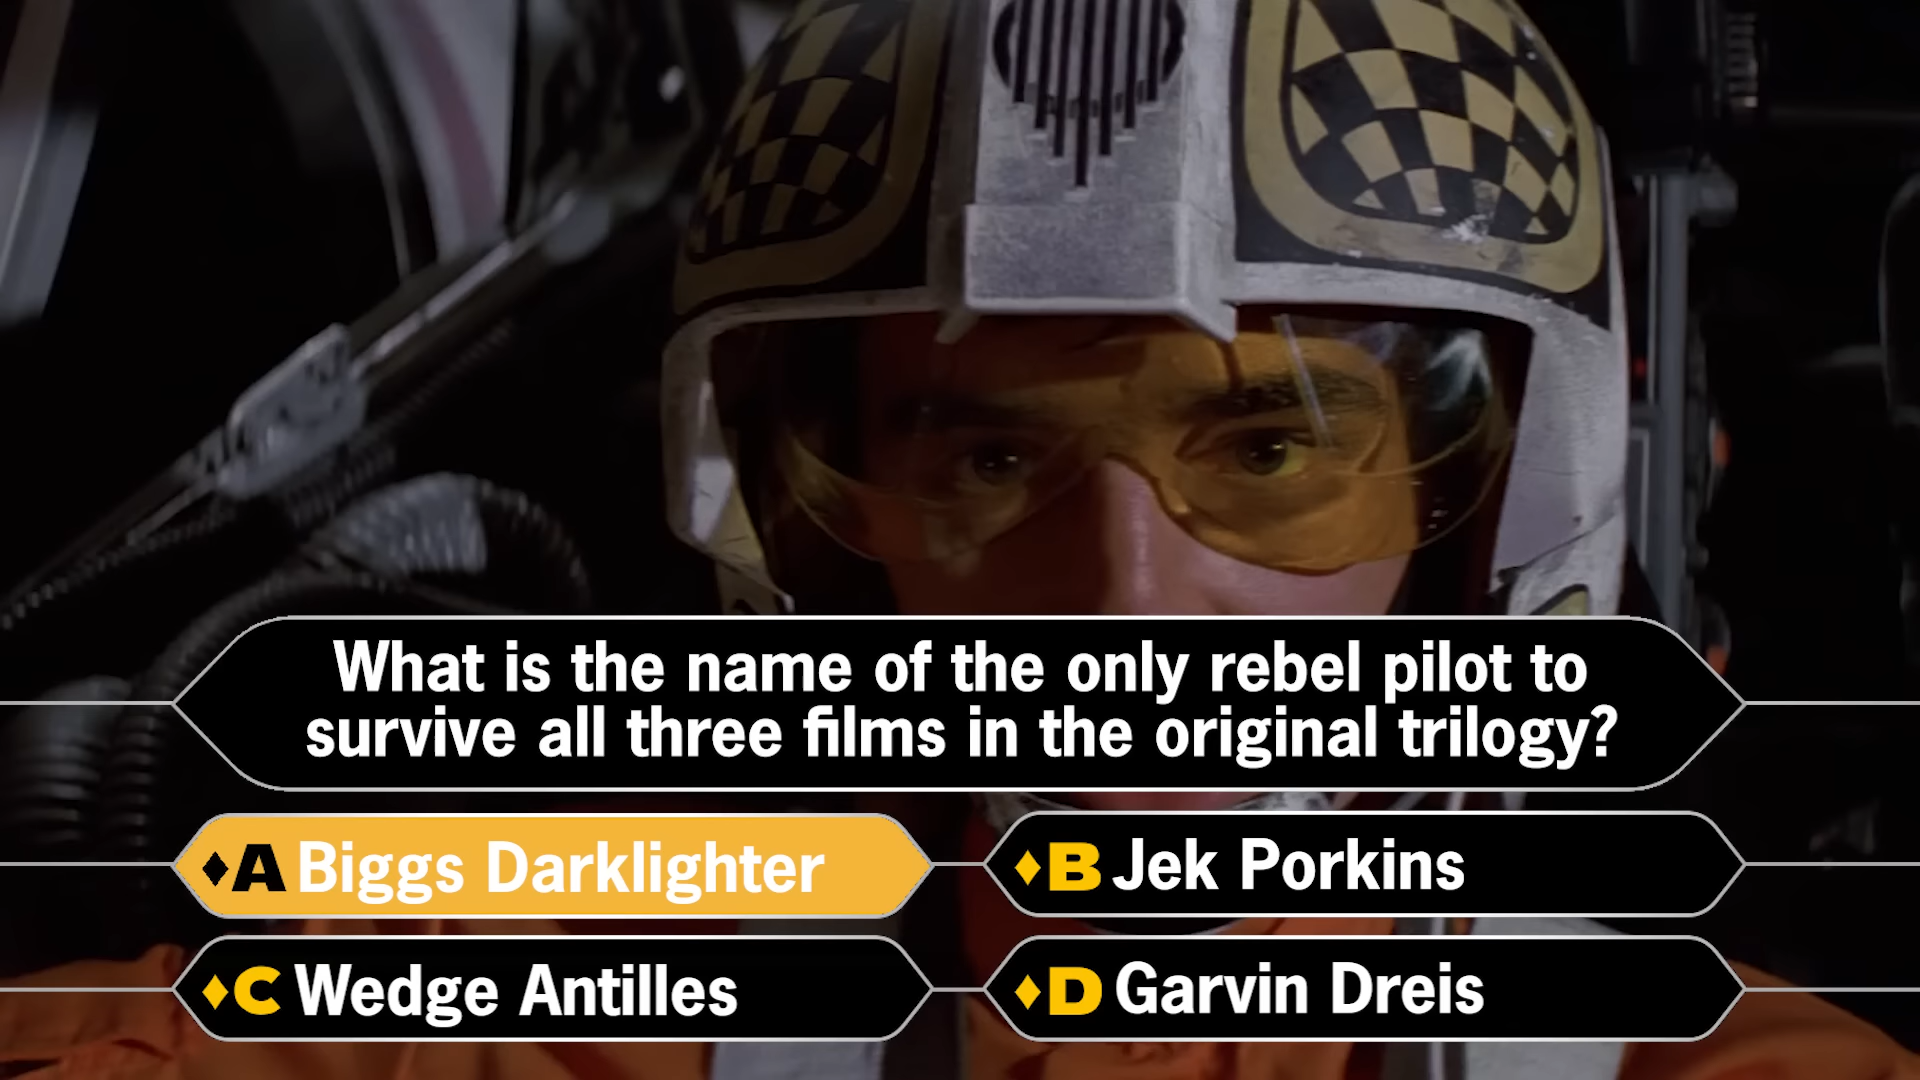 What is the name of the only rebel pilot to
survive all three films in the original trilogy?
A Biggs Darklighter
B Jek Porkins
C Wedge Antilles
D Garvin Dreis